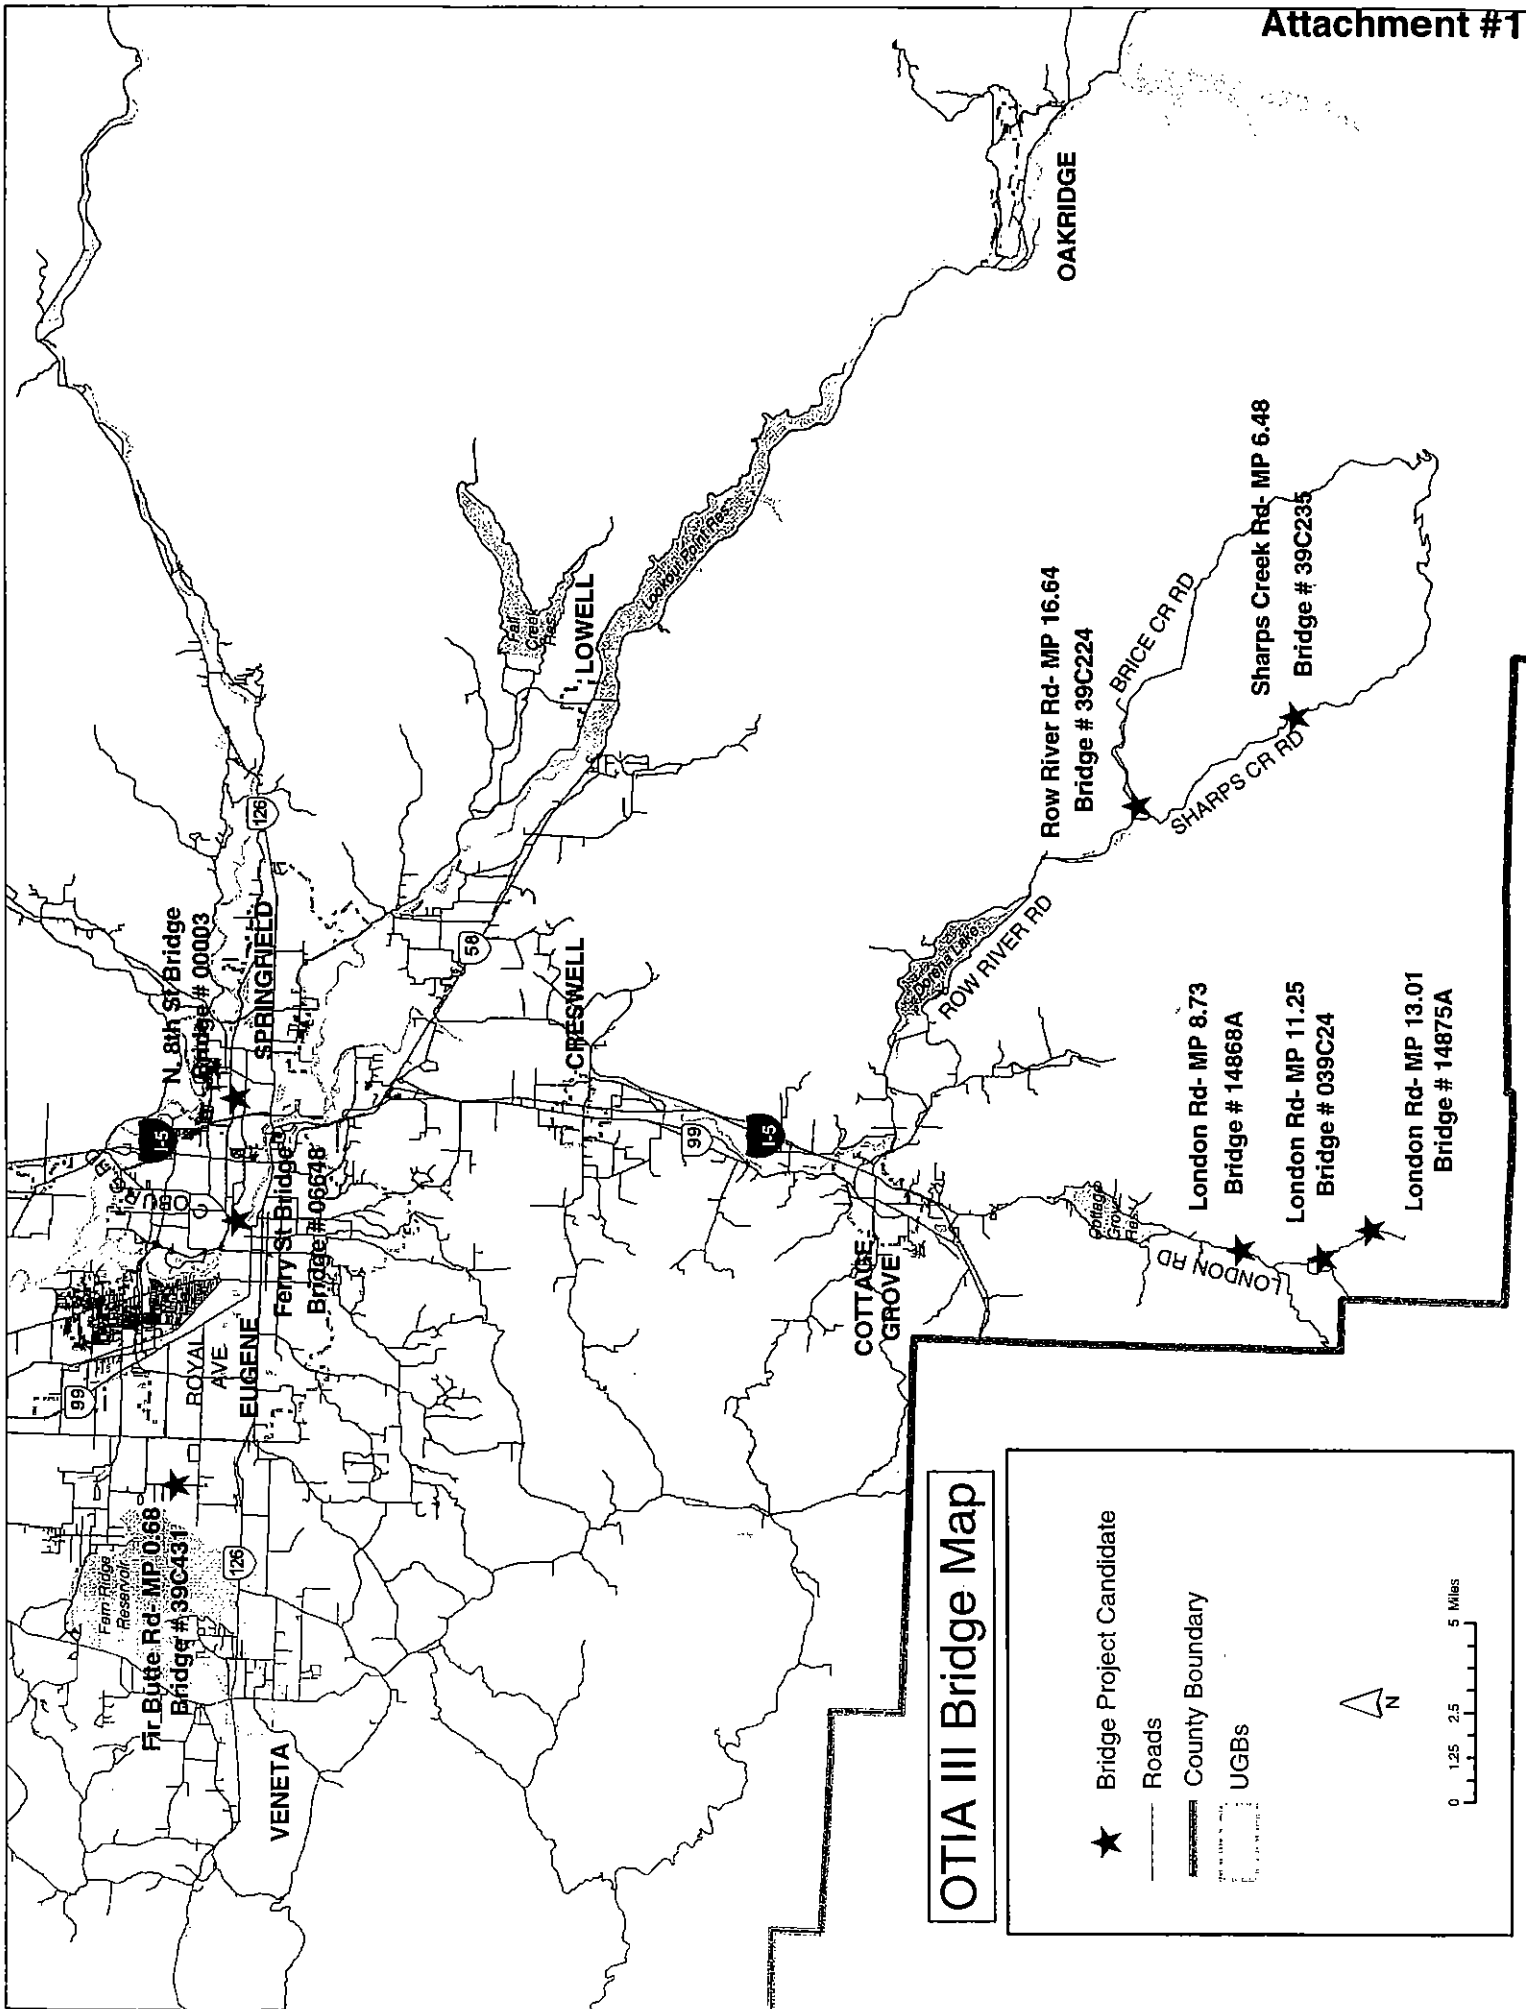 Attachment #1
N. 8th St Bridge
Bridge # 00003
SPRINGFIELD
I-5
126
58
99
Ferry St Bridge
Bridge # 06648
ROYAL
AVE
EUGENE
99
Fern Ridge
Reservoir
Fir Butte Rd- MP 0.68
Bridge # 39C431
126
VENETA
Fall
Creek
Res
LOWELL
Lookout Point Res
OAKRIDGE
CRESWELL
I-5
COTTAGE
GROVE
Dorena Lake
ROW RIVER RD
Row River Rd- MP 16.64
Bridge # 39C224
BRICE CR RD
SHARPS CR RD
Sharps Creek Rd- MP 6.48
Bridge # 39C235
Cottage
Grove
Res
LONDON RD
London Rd- MP 8.73
Bridge # 14868A
London Rd- MP 11.25
Bridge # 039C24
London Rd- MP 13.01
Bridge # 14875A
OTIA III Bridge Map
Bridge Project Candidate
Roads
County Boundary
UGBs
N
0 1.25 2.5 5 Miles